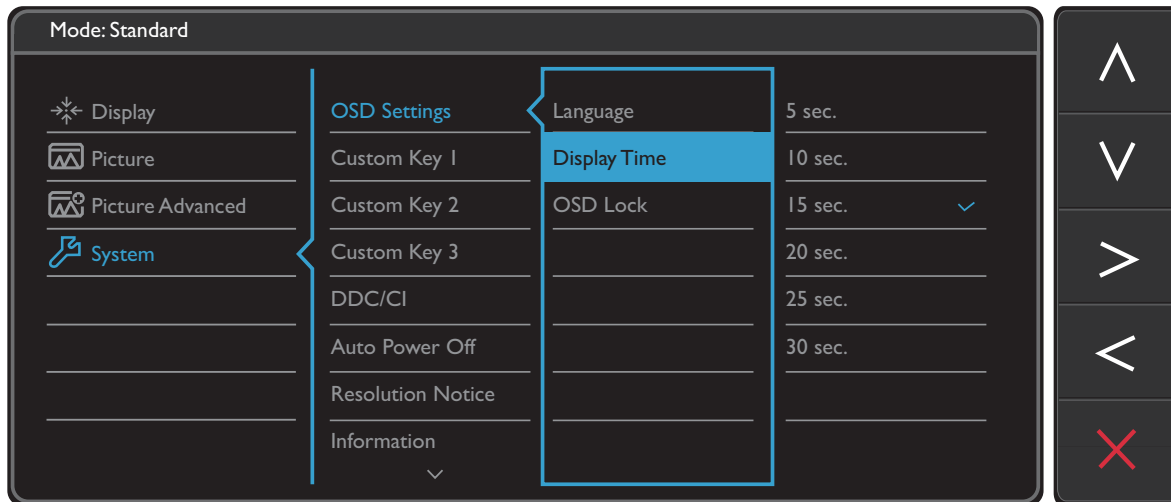 Mode: Standard
Display
Picture
Picture Advanced
System
OSD Settings
Custom Key 1
Custom Key 2
Custom Key 3
DDC/CI
Auto Power Off
Resolution Notice
Information
Language
Display Time
OSD Lock
5 sec.
10 sec.
15 sec.
20 sec.
25 sec.
30 sec.